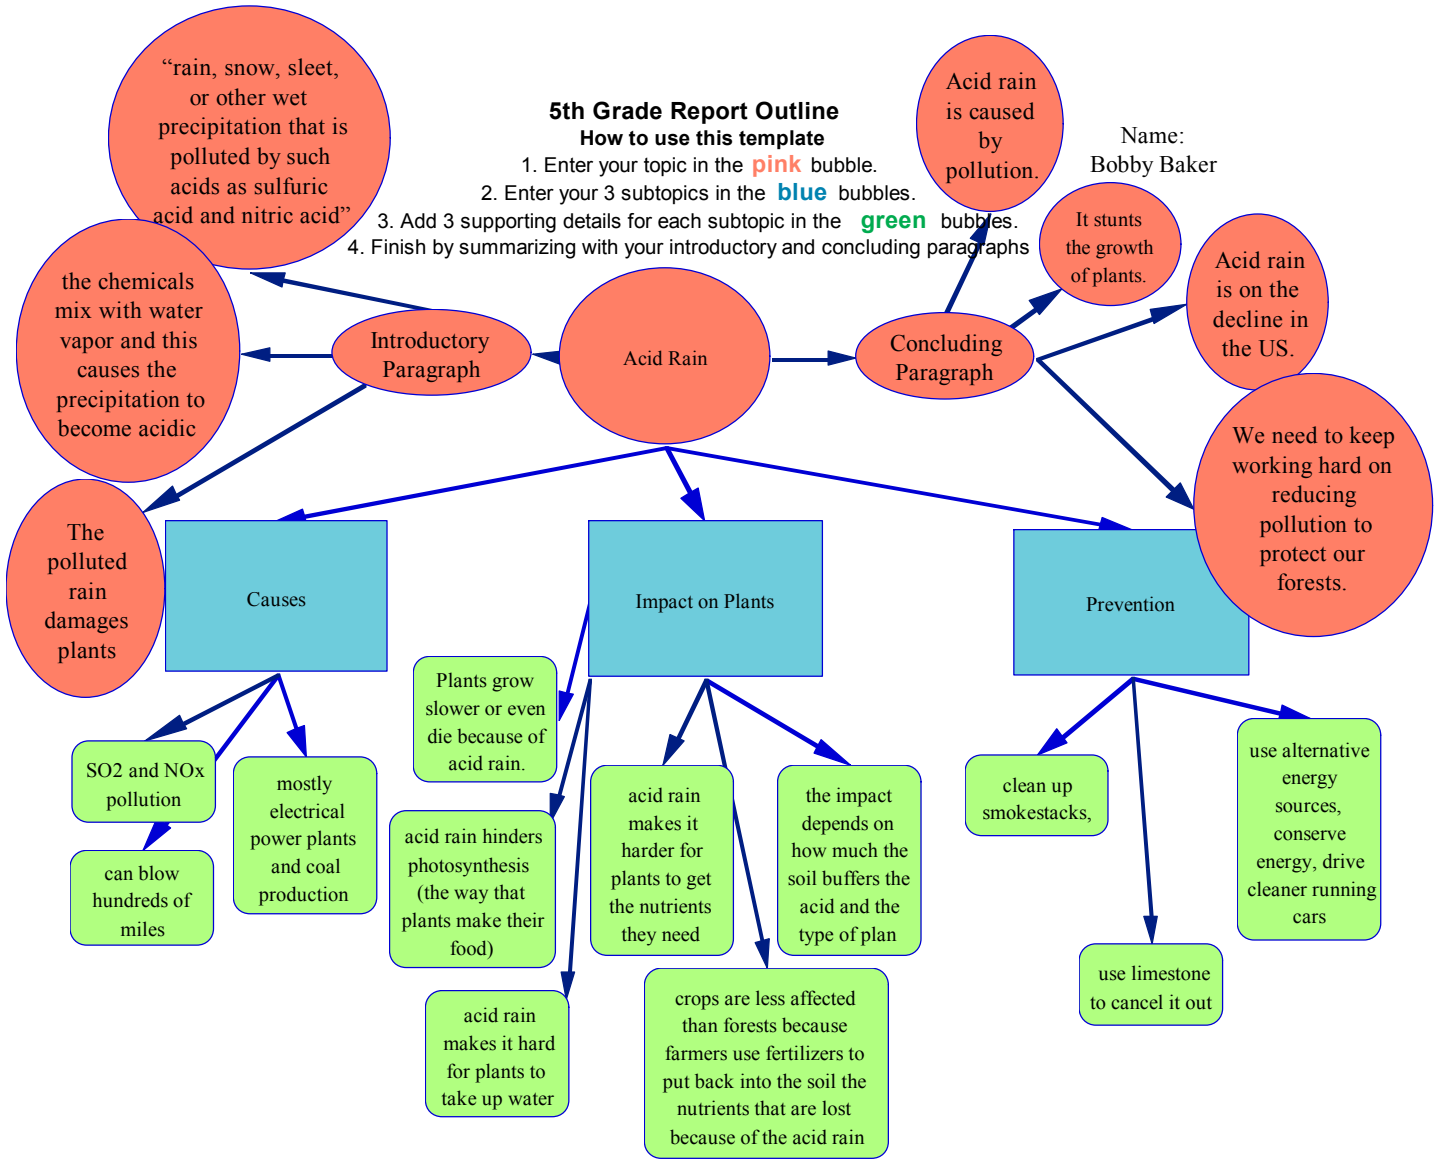 “rain, snow, sleet,
or other wet
precipitation that is
polluted by such
acids as sulfuric
acid and nitric acid”
5th Grade Report Outline
How to use this template
1. Enter your topic in the pink bubble.
2. Enter your 3 subtopics in the blue bubbles.
3. Add 3 supporting details for each subtopic in the green bubbles.
4. Finish by summarizing with your introductory and concluding paragraphs
Acid rain
is caused
by
pollution.
Name:
Bobby Baker
It stunts
the growth
of plants.
Acid rain
is on the
decline in
the US.
the chemicals
mix with water
vapor and this
causes the
precipitation to
become acidic
Introductory
Paragraph
Acid Rain
Concluding
Paragraph
We need to keep
working hard on
reducing
pollution to
protect our
forests.
The
polluted
rain
damages
plants
Causes
Impact on Plants
Prevention
SO2 and NOx
pollution
can blow
hundreds of
miles
mostly
electrical
power plants
and coal
production
Plants grow
slower or even
die because of
acid rain.
acid rain hinders
photosynthesis
(the way that
plants make their
food)
acid rain
makes it hard
for plants to
take up water
acid rain
makes it
harder for
plants to get
the nutrients
they need
the impact
depends on
how much the
soil buffers the
acid and the
type of plan
crops are less affected
than forests because
farmers use fertilizers to
put back into the soil the
nutrients that are lost
because of the acid rain
clean up
smokestacks,
use limestone
to cancel it out
use alternative
energy
sources,
conserve
energy, drive
cleaner running
cars